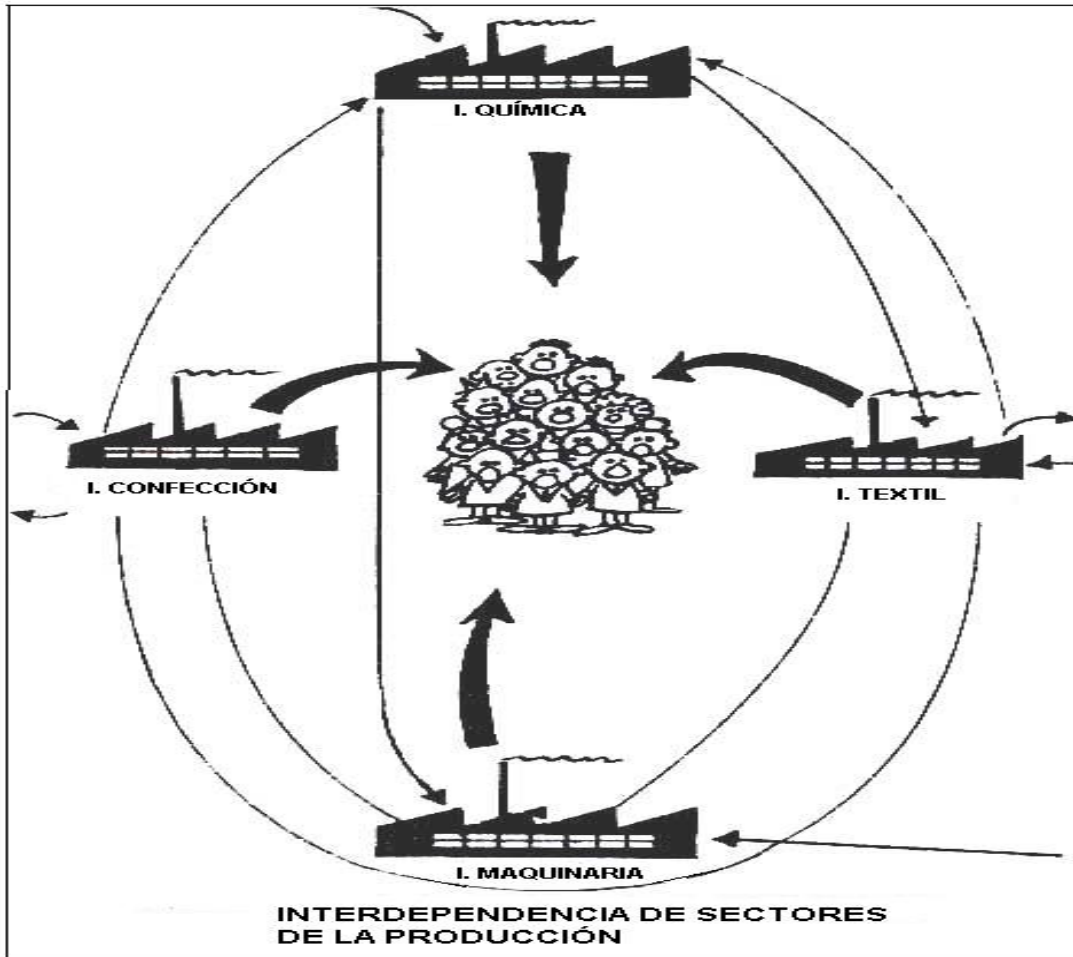 I. QUÍMICA
I. CONFECCIÓN
I. TEXTIL
I. MAQUINARIA
INTERDEPENDENCIA DE SECTORES
DE LA PRODUCCIÓN